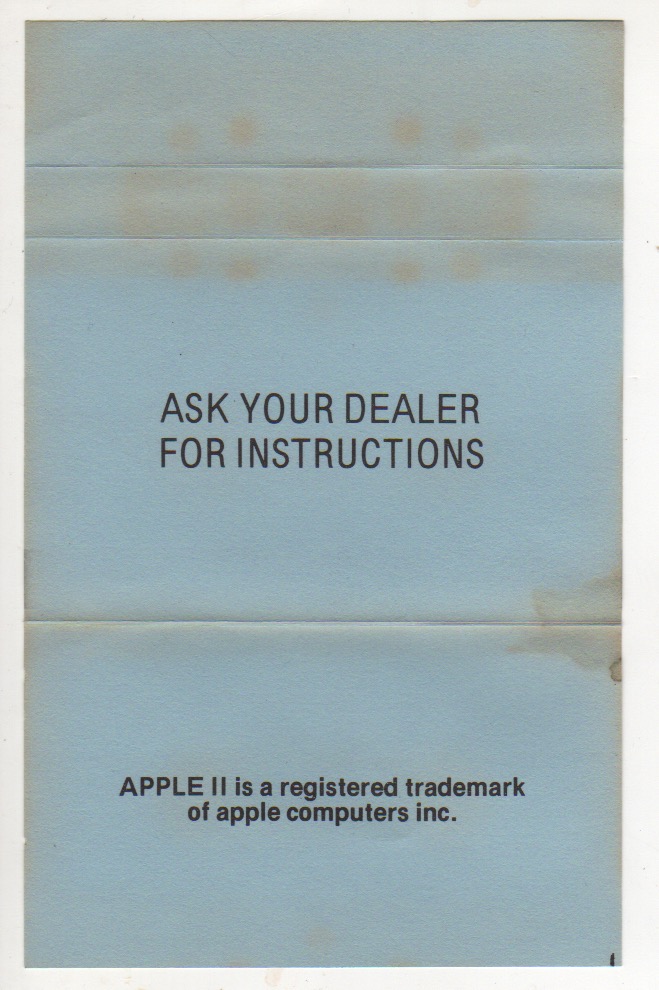 ASK YOUR DEALER
FOR INSTRUCTIONS
APPLE II is a registered trademark
of apple computers inc.